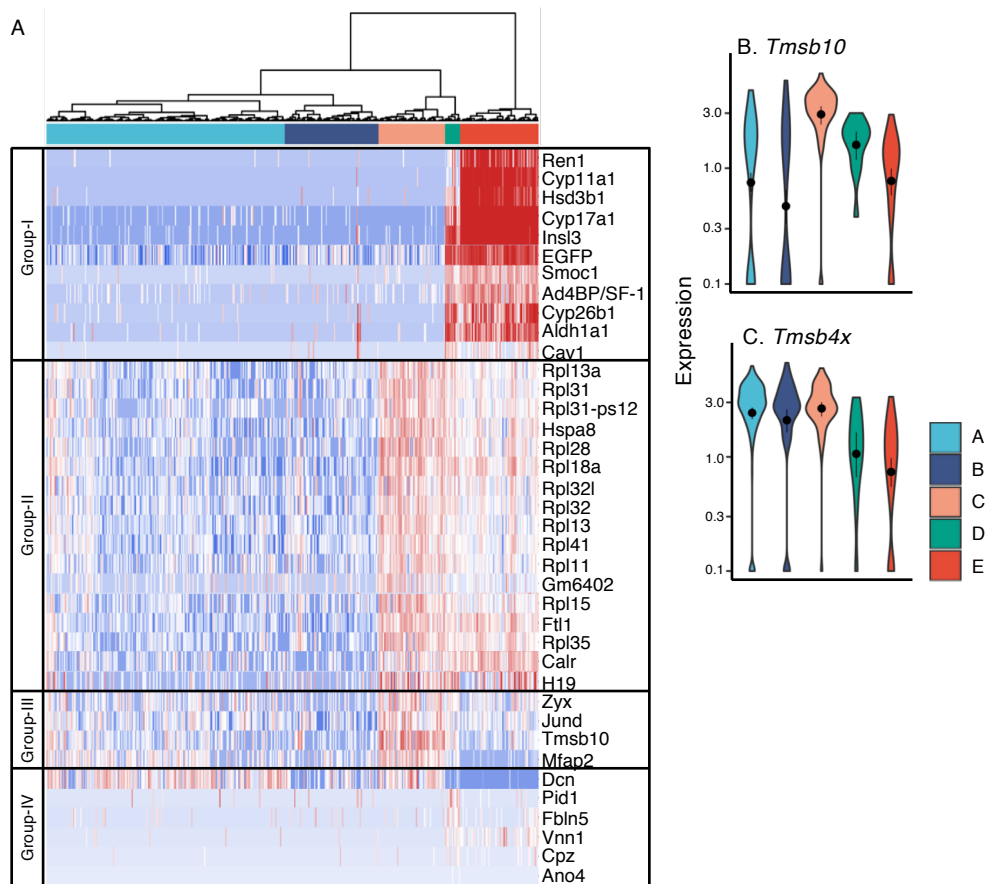 A
Group-I
Ren1
Cyp11a1
Hsd3b1
Cyp17a1
Insl3
EGFP
Smoc1
Ad4BP/SF-1
Cyp26b1
Aldh1a1
Cav1
Group-II
Rpl13a
Rpl31
Rpl31-ps12
Hspa8
Rpl28
Rpl18a
Rpl32l
Rpl32
Rpl13
Rpl41
Rpl11
Gm6402
Rpl15
Ftl1
Rpl35
Calr
H19
Group-III
Zyx
Jund
Tmsb10
Mfap2
Group-IV
Dcn
Pid1
Fbln5
Vnn1
Cpz
Ano4
Expression
B. Tmsb10
3.0
1.0
0.3
0.1
C. Tmsb4x
3.0
1.0
0.3
0.1
A
B
C
D
E